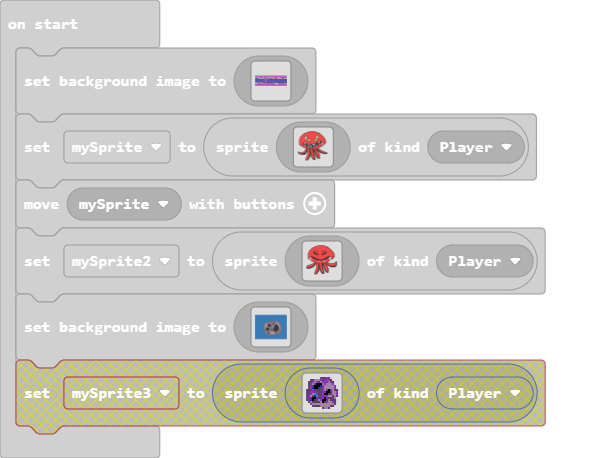 on start
set background image to
set mySprite to sprite of kind Player
move mySprite with buttons
set mySprite2 to sprite of kind Player
set background image to
set mySprite3 to sprite of kind Player